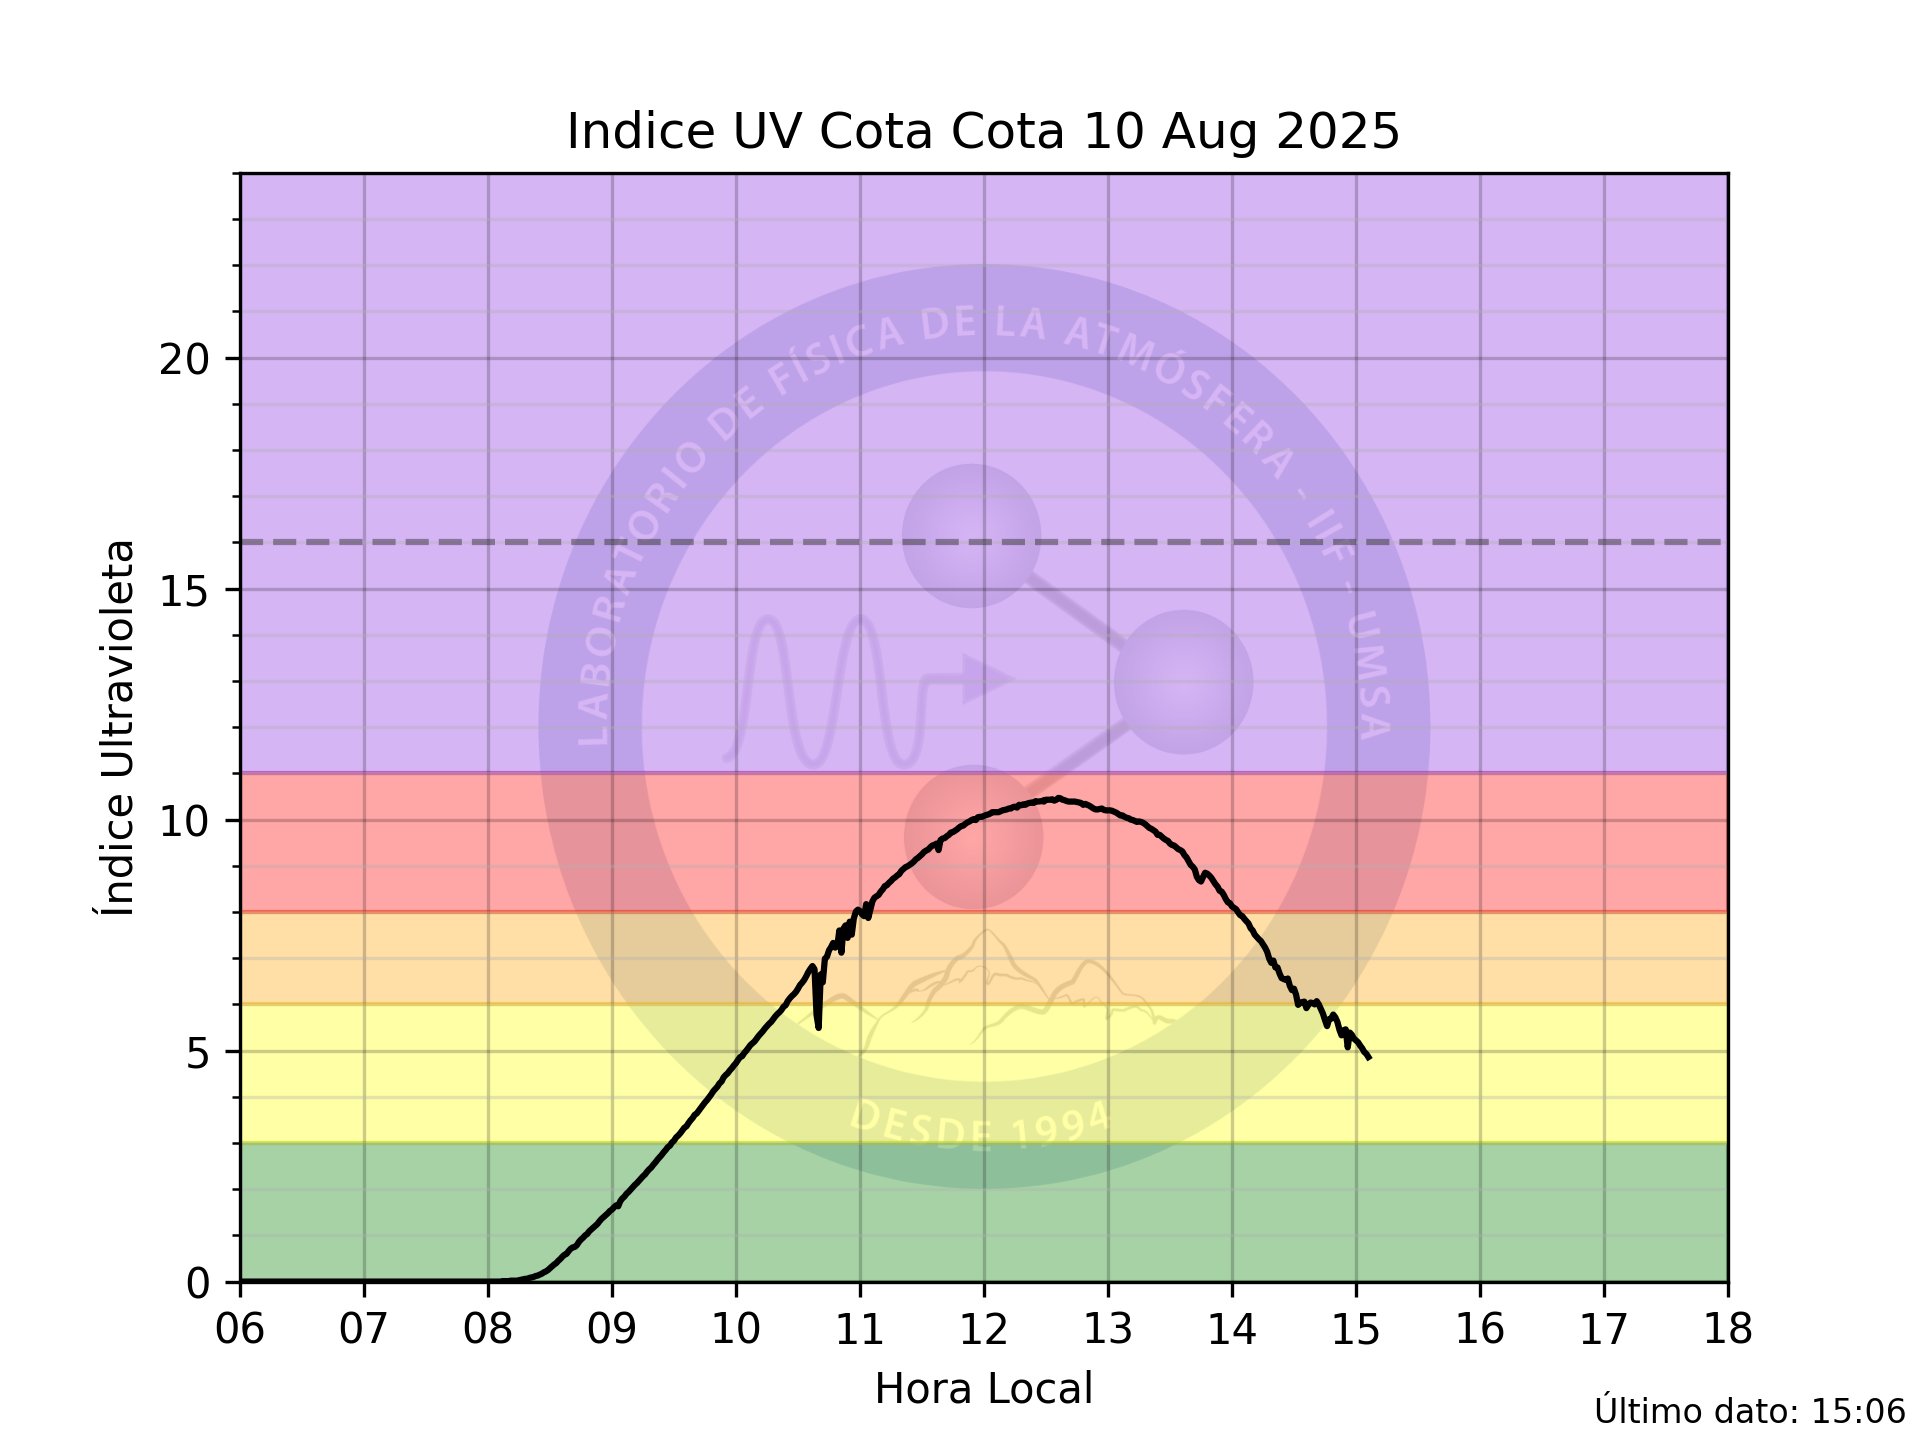 Indice UV Cota Cota 10 Aug 2025
LABORATORIO DE FÍSICA DE LA ATMÓSFERA - IIF - UMSA
DESDE 1994
Índice Ultravioleta
20
15
10
5
0
06 07 08 09 10 11 12 13 14 15 16 17 18
Hora Local
Último dato: 15:06